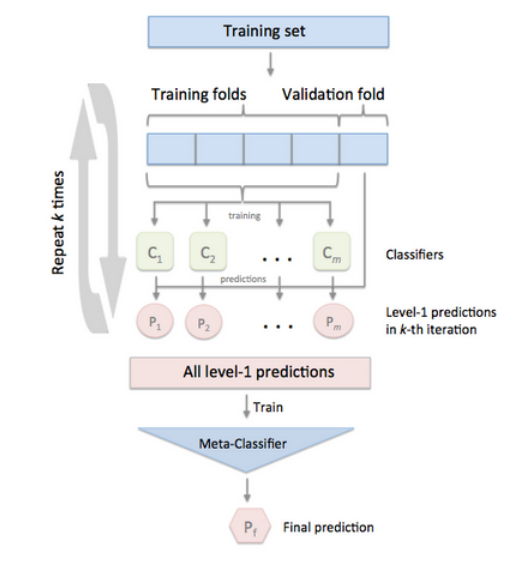 Training set
Training folds
Validation fold
Repeat k times
training
C1
C2
. . .
Cm
Classifiers
predictions
P1
P2
. . .
Pm
Level-1 predictions
in k-th iteration
All level-1 predictions
Train
Meta-Classifier
Pf
Final prediction